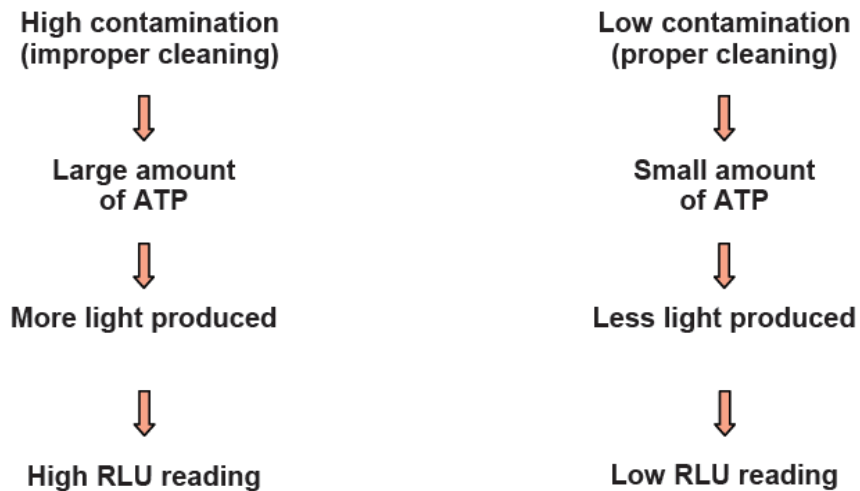 High contamination
(improper cleaning)
Large amount
of ATP
More light produced
High RLU reading
Low contamination
(proper cleaning)
Small amount
of ATP
Less light produced
Low RLU reading